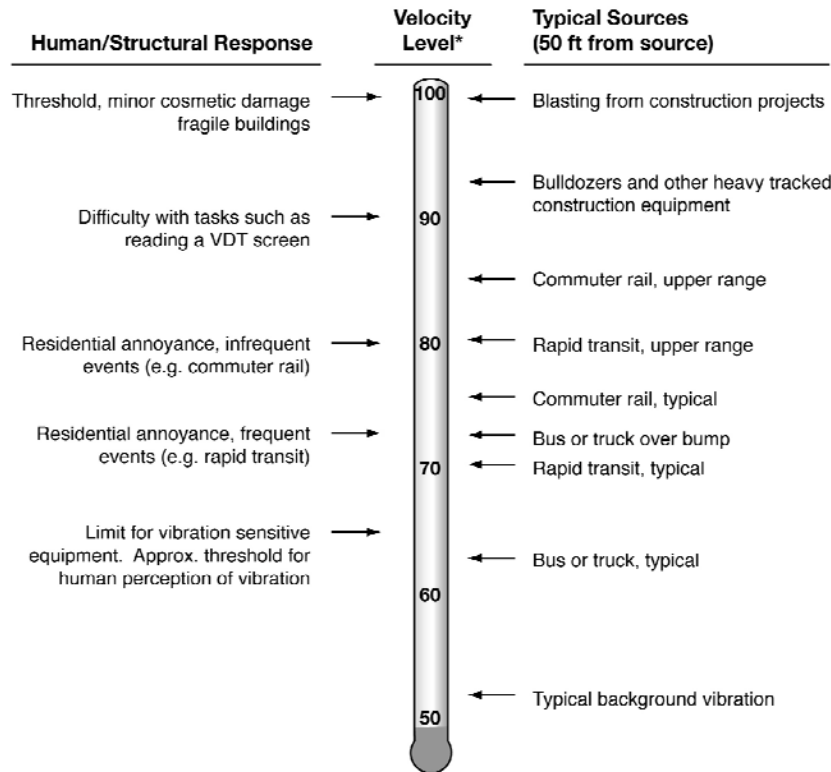 Human/Structural Response
Velocity
Level*
Typical Sources
(50 ft from source)
Threshold, minor cosmetic damage
fragile buildings
100
Blasting from construction projects
Bulldozers and other heavy tracked
construction equipment
Difficulty with tasks such as
reading a VDT screen
90
Commuter rail, upper range
Residential annoyance, infrequent
events (e.g. commuter rail)
80
Rapid transit, upper range
Commuter rail, typical
Residential annoyance, frequent
events (e.g. rapid transit)
Bus or truck over bump
70
Rapid transit, typical
Limit for vibration sensitive
equipment. Approx. threshold for
human perception of vibration
Bus or truck, typical
60
Typical background vibration
50